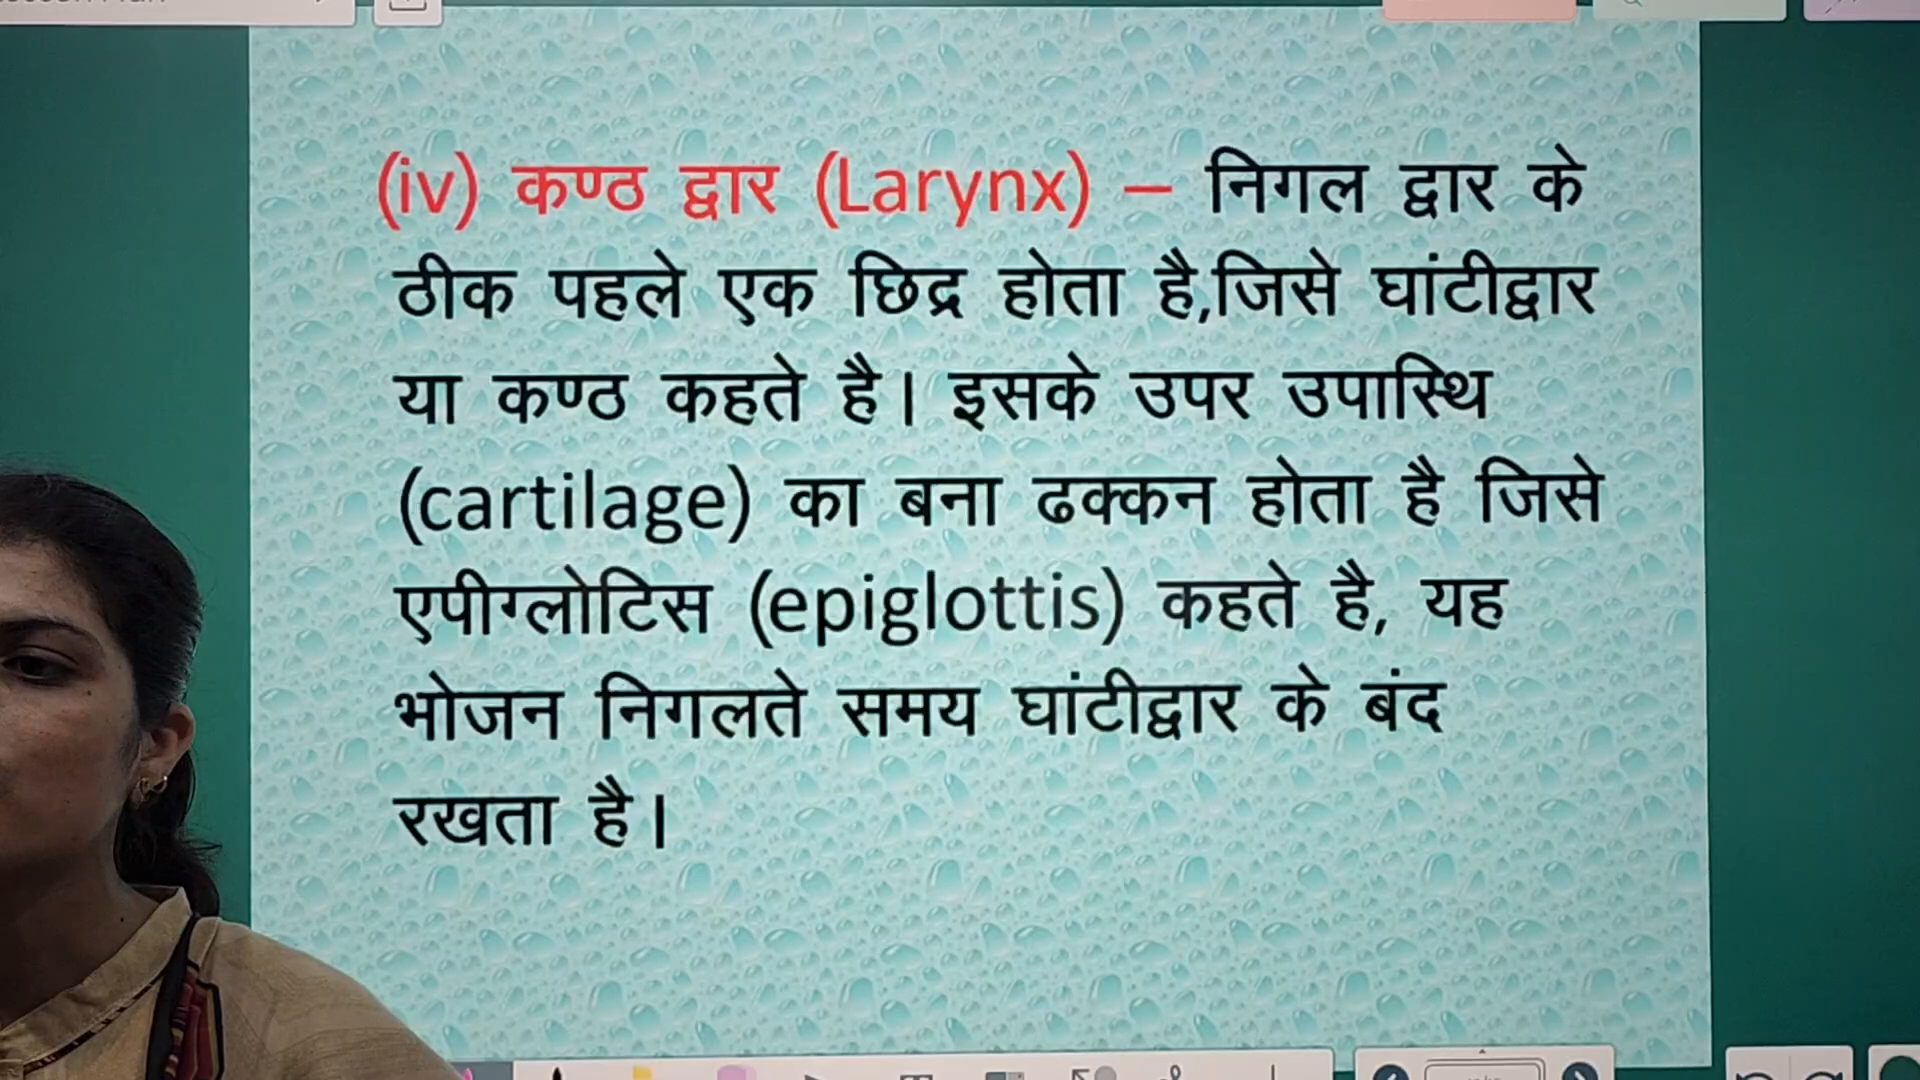 (iv) कण्ठ द्वार (Larynx) – निगल द्वार के
ठीक पहले एक छिद्र होता है,जिसे घांटीद्वार
या कण्ठ कहते है। इसके उपर उपास्थि
(cartilage) का बना ढक्कन होता है जिसे
एपीग्लोटिस (epiglottis) कहते है, यह
भोजन निगलते समय घांटीद्वार के बंद
रखता है।